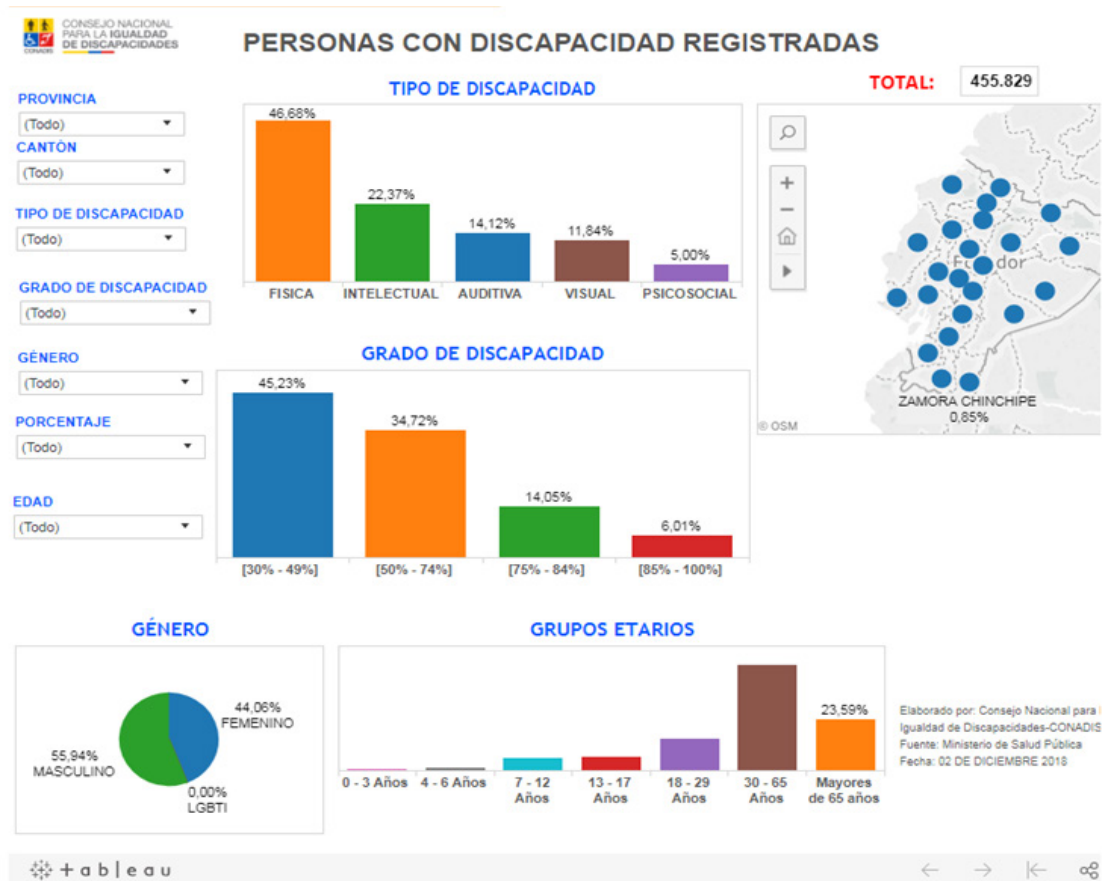 CONSEJO NACIONAL
PARA LA IGUALDAD
DE DISCAPACIDADES
CONADIS
PERSONAS CON DISCAPACIDAD REGISTRADAS
TOTAL: 455.829
PROVINCIA
(Todo)
CANTÓN
(Todo)
TIPO DE DISCAPACIDAD
(Todo)
GRADO DE DISCAPACIDAD
(Todo)
GÉNERO
(Todo)
PORCENTAJE
(Todo)
EDAD
(Todo)
TIPO DE DISCAPACIDAD
46,68%
22,37%
14,12%
11,84%
5,00%
FISICA INTELECTUAL AUDITIVA VISUAL PSICOSOCIAL
Ecuador
ZAMORA CHINCHIPE
0,85%
© OSM
GRADO DE DISCAPACIDAD
45,23%
34,72%
14,05%
6,01%
[30% - 49%] [50% - 74%] [75% - 84%] [85% - 100%]
GÉNERO
44,06%
FEMENINO
55,94%
MASCULINO
0,00%
LGBTI
GRUPOS ETARIOS
23,59%
0 - 3 Años 4 - 6 Años 7 - 12 Años 13 - 17 Años 18 - 29 Años 30 - 65 Años Mayores de 65 años
Elaborado por: Consejo Nacional para
Igualdad de Discapacidades-CONADIS
Fuente: Ministerio de Salud Pública
Fecha: 02 DE DICIEMBRE 2018
+ableau